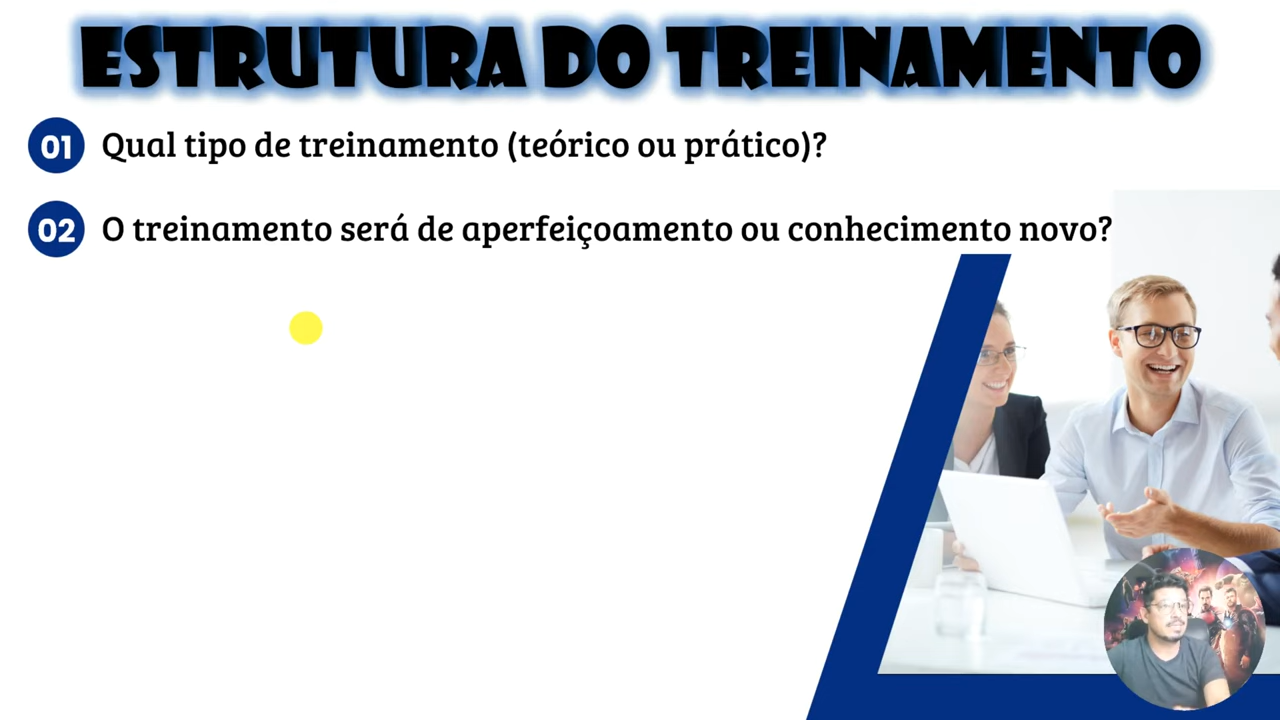 ESTRUTURA DO TREINAMENTO
01 Qual tipo de treinamento (teórico ou prático)?
02 O treinamento será de aperfeiçoamento ou conhecimento novo?